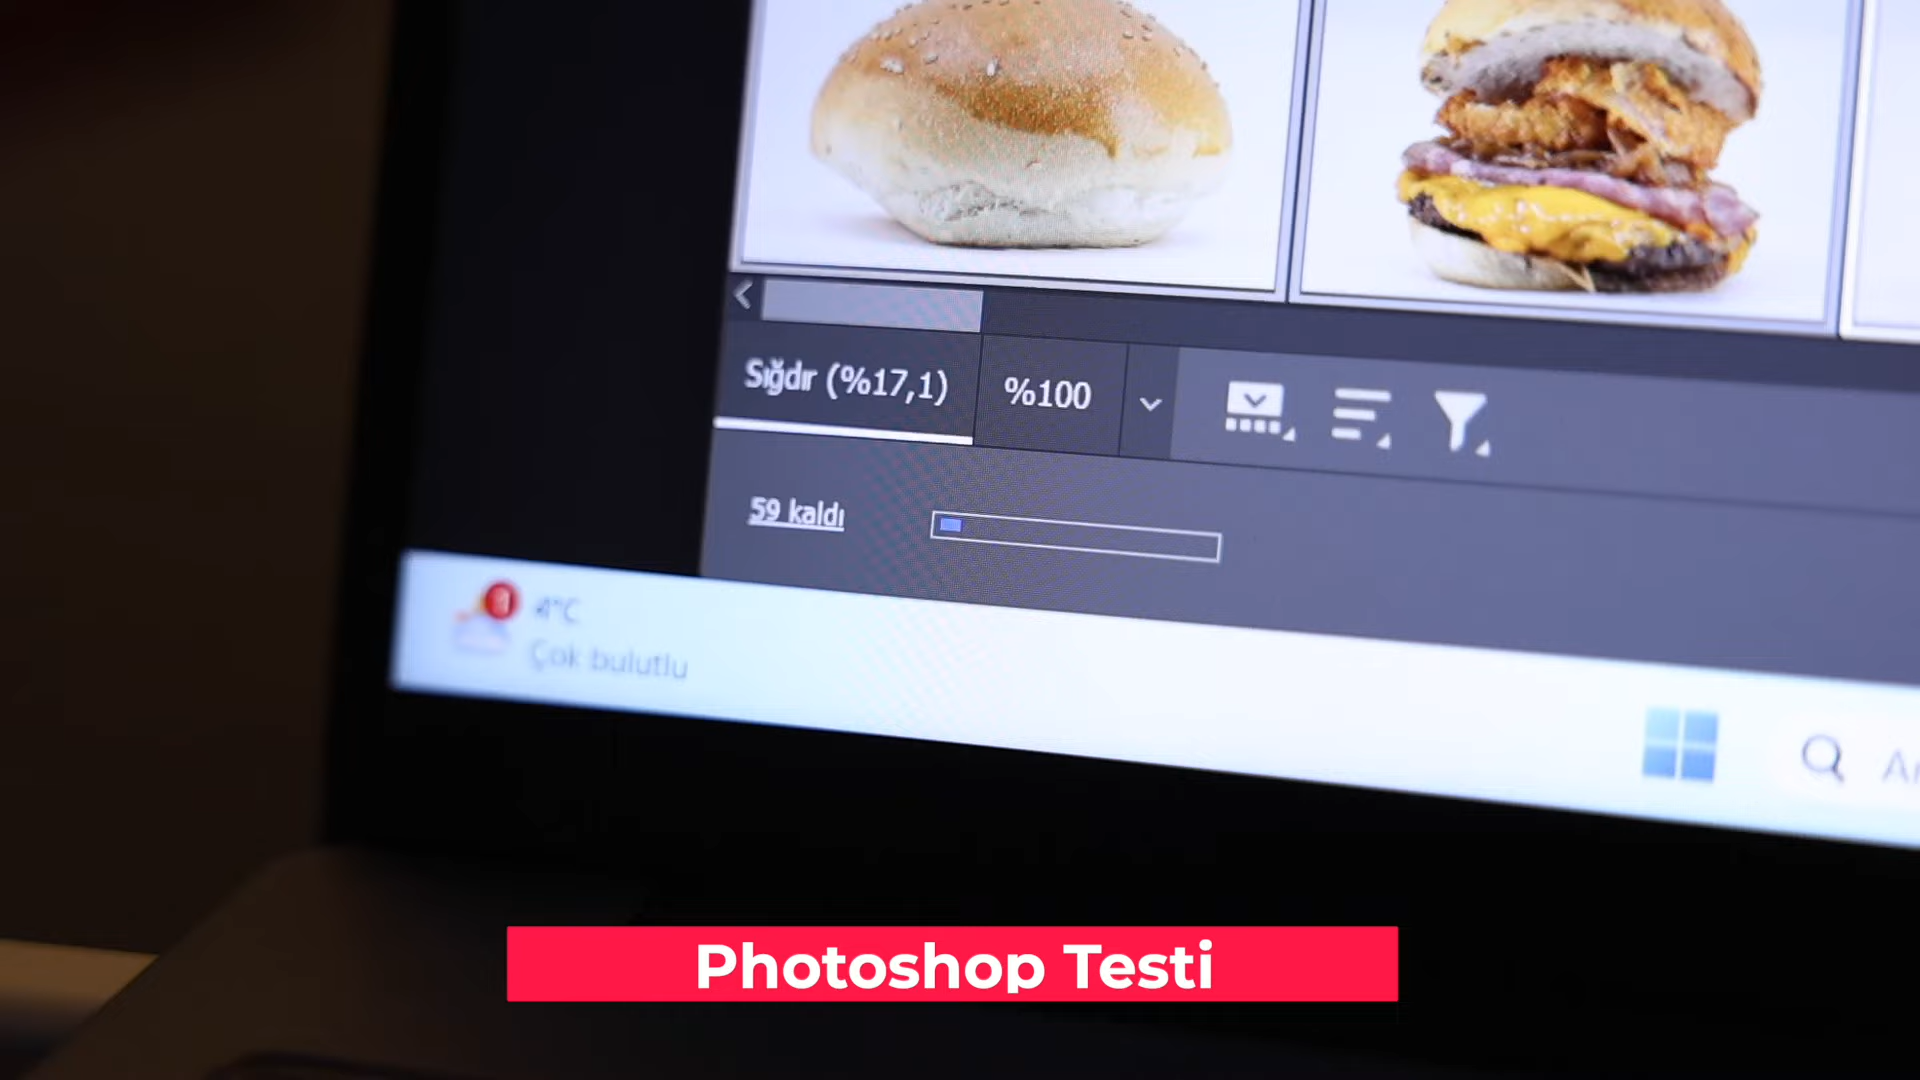 Sığdır (%17,1) %100
59 kaldı
4°C
Çok bulutlu
Photoshop Testi